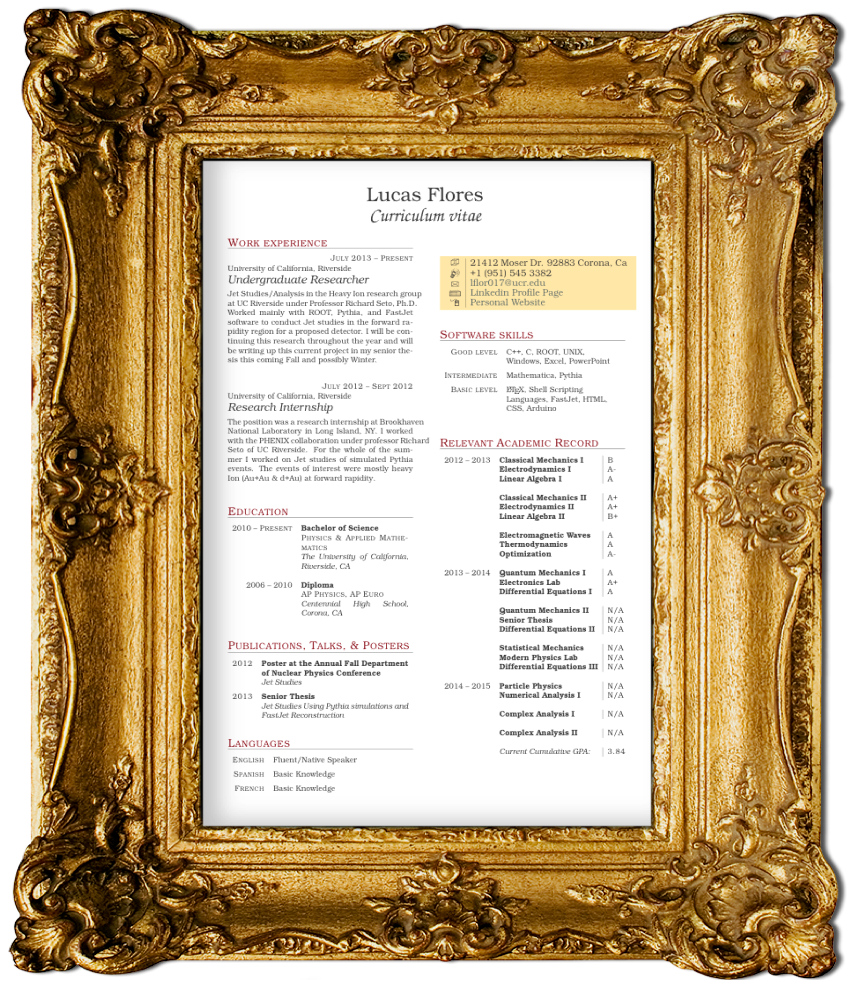 Lucas Flores
Curriculum vitae
Work experience
July 2013 – Present
University of California, Riverside
Undergraduate Researcher
Jet Studies/Analysis in the Heavy Ion research group
at UC Riverside under Professor Richard Seto, Ph.D.
Worked mainly with ROOT, Pythia, and FastJet
software to conduct Jet studies in the forward ra-
pidity region for a proposed detector. I will be con-
tinuing this research throughout the year and will
be writing up this current project in my senior the-
sis this coming Fall and possibly Winter.
July 2012 – Sept 2012
University of California, Riverside
Research Internship
The position was a research internship at Brookhaven
National Laboratory in Long Island, NY. I worked
with the PHENIX collaboration under professor Richard
Seto of UC Riverside. For the whole of the sum-
mer I worked on Jet studies of simulated Pythia
events. The events of interest were mostly heavy
Ion (Au+Au & d+Au) at forward rapidity.
Education
2010 – Present Bachelor of Science
Physics & Applied Mathe-
matics
The University of California,
Riverside, CA
2006 – 2010 Diploma
AP Physics, AP Euro
Centennial High School,
Corona, CA
Publications, Talks, & Posters
2012 Poster at the Annual Fall Department
of Nuclear Physics Conference
Jet Studies
2013 Senior Thesis
Jet Studies Using Pythia simulations and
FastJet Reconstruction
Languages
English Fluent/Native Speaker
Spanish Basic Knowledge
French Basic Knowledge
21412 Moser Dr. 92883 Corona, Ca
+1 (951) 545 3382
lflor017@ucr.edu
Linkedin Profile Page
Personal Website
Software skills
Good level C++, C, ROOT, UNIX,
Windows, Excel, PowerPoint
Intermediate Mathematica, Pythia
Basic level LATEX, Shell Scripting
Languages, FastJet, HTML,
CSS, Arduino
Relevant Academic Record
2012 – 2013 Classical Mechanics I B
Electrodynamics I A-
Linear Algebra I A
Classical Mechanics II A+
Electrodynamics II A+
Linear Algebra II B+
Electromagnetic Waves A
Thermodynamics A
Optimization A-
2013 – 2014 Quantum Mechanics I A
Electronics Lab A+
Differential Equations I A
Quantum Mechanics II N/A
Senior Thesis N/A
Differential Equations II N/A
Statistical Mechanics N/A
Modern Physics Lab N/A
Differential Equations III N/A
2014 – 2015 Particle Physics N/A
Numerical Analysis I N/A
Complex Analysis I N/A
Complex Analysis II N/A
Current Cumulative GPA: 3.84